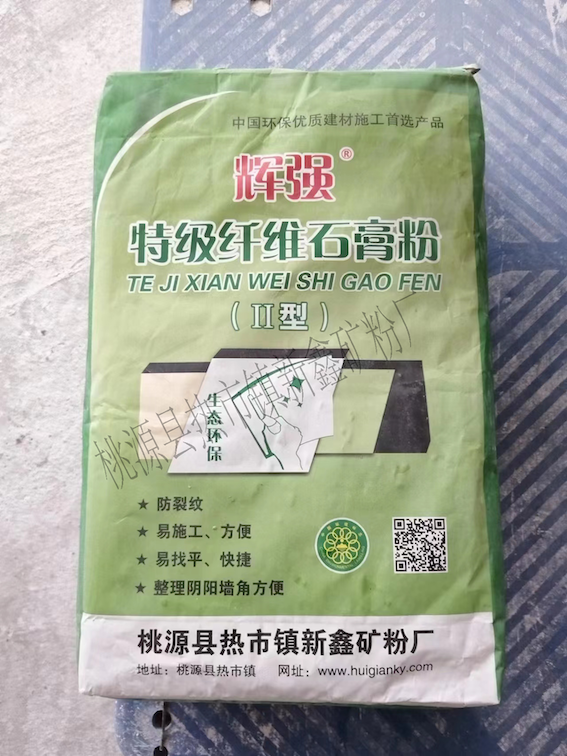 中国环保优质建材施工首选产品
辉强®
特级纤维石膏粉
TE JI XIAN WEI SHI GAO FEN
（II型）
生态环保
桃源县热市镇新鑫矿粉厂
★ 防裂纹
★ 易施工、方便
★ 易找平、快捷
★ 整理阴阳墙角方便
桃源县热市镇新鑫矿粉厂
地址：桃源县热市镇 网址：www.huigianky.com